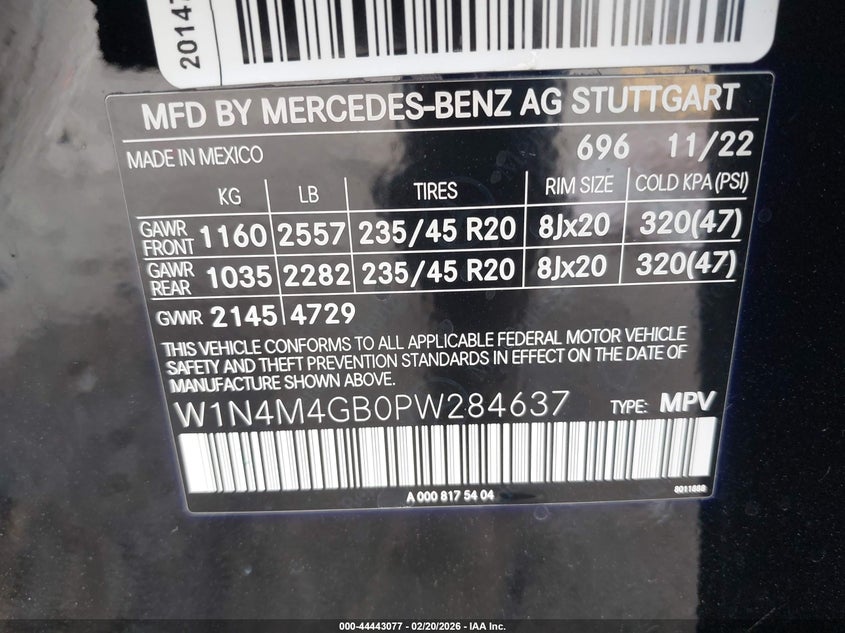 20147
MFD BY MERCEDES-BENZ AG STUTTGART
MADE IN MEXICO 696 11/22
KG LB TIRES RIM SIZE COLD KPA (PSI)
GAWR FRONT 1160 2557 235/45 R20 8Jx20 320(47)
GAWR REAR 1035 2282 235/45 R20 8Jx20 320(47)
GVWR 2145 4729
THIS VEHICLE CONFORMS TO ALL APPLICABLE FEDERAL MOTOR VEHICLE
SAFETY AND THEFT PREVENTION STANDARDS IN EFFECT ON THE DATE OF
MANUFACTURE SHOWN ABOVE.
W1N4M4GB0PW284637 TYPE: MPV
A 000 817 54 04
000-44443077 - 02/20/2026 - IAA Inc.